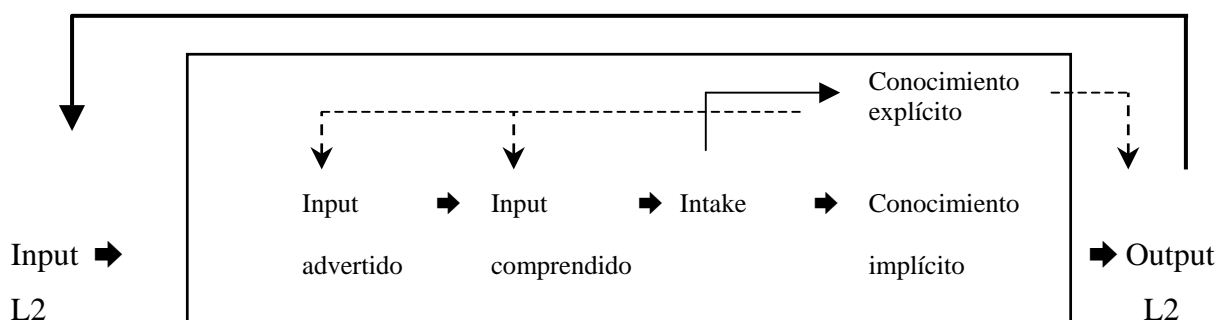 Conocimiento
explícito
Input
Input
Intake
Conocimiento
advertido
comprendido
implícito
Input
L2
Output
L2